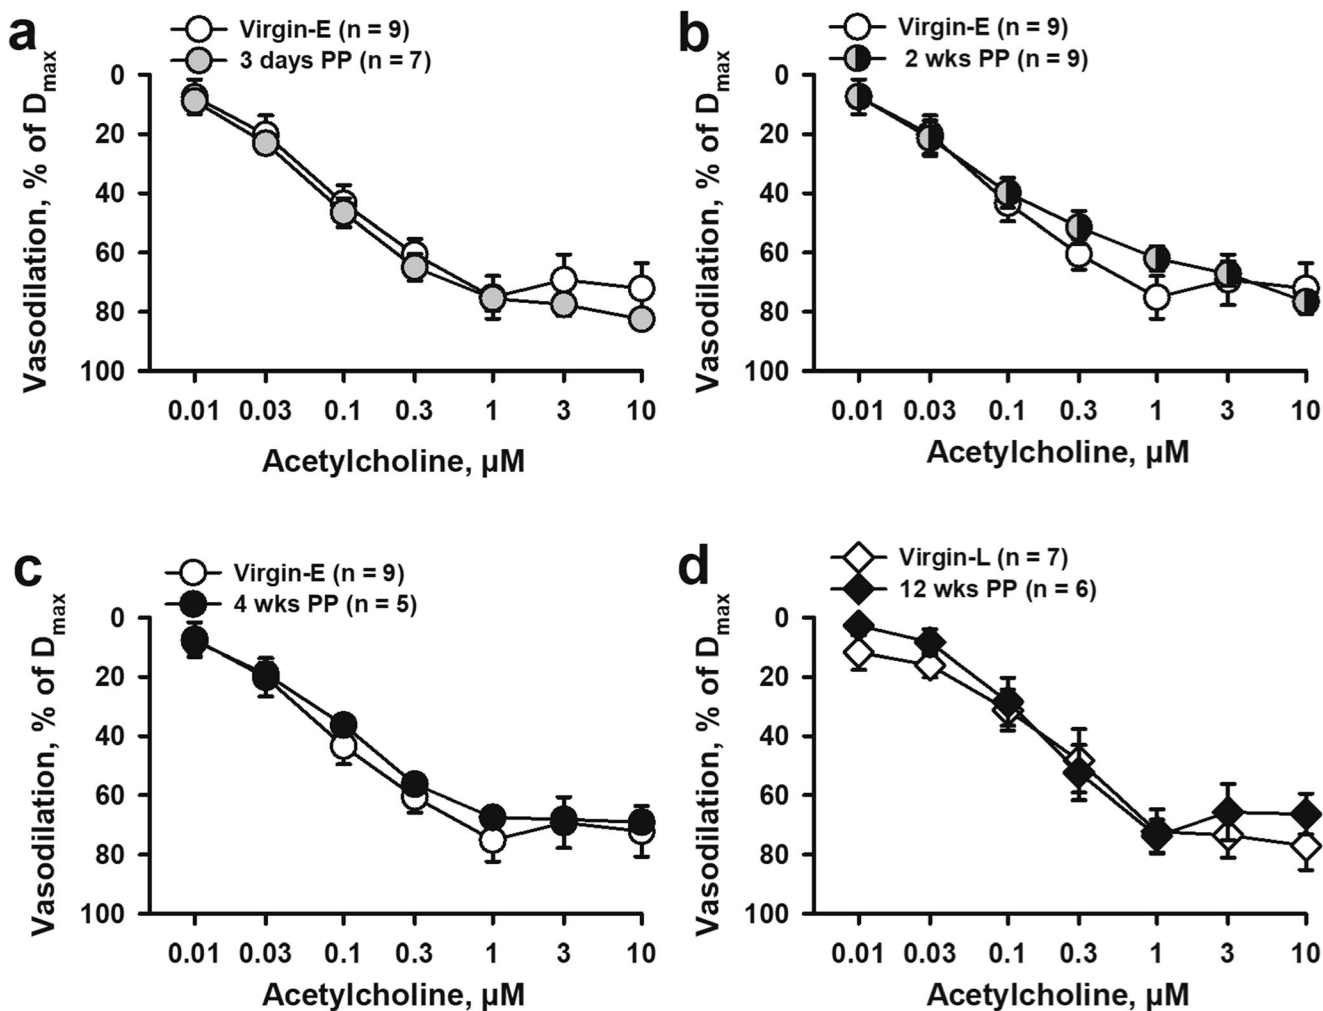 a
Virgin-E (n = 9)
3 days PP (n = 7)
Vasodilation, % of Dmax
0
20
40
60
80
100
0.01 0.03 0.1 0.3 1 3 10
Acetylcholine, µM
b
Virgin-E (n = 9)
2 wks PP (n = 9)
Vasodilation, % of Dmax
0
20
40
60
80
100
0.01 0.03 0.1 0.3 1 3 10
Acetylcholine, µM
c
Virgin-E (n = 9)
4 wks PP (n = 5)
Vasodilation, % of Dmax
0
20
40
60
80
100
0.01 0.03 0.1 0.3 1 3 10
Acetylcholine, µM
d
Virgin-L (n = 7)
12 wks PP (n = 6)
Vasodilation, % of Dmax
0
20
40
60
80
100
0.01 0.03 0.1 0.3 1 3 10
Acetylcholine, µM